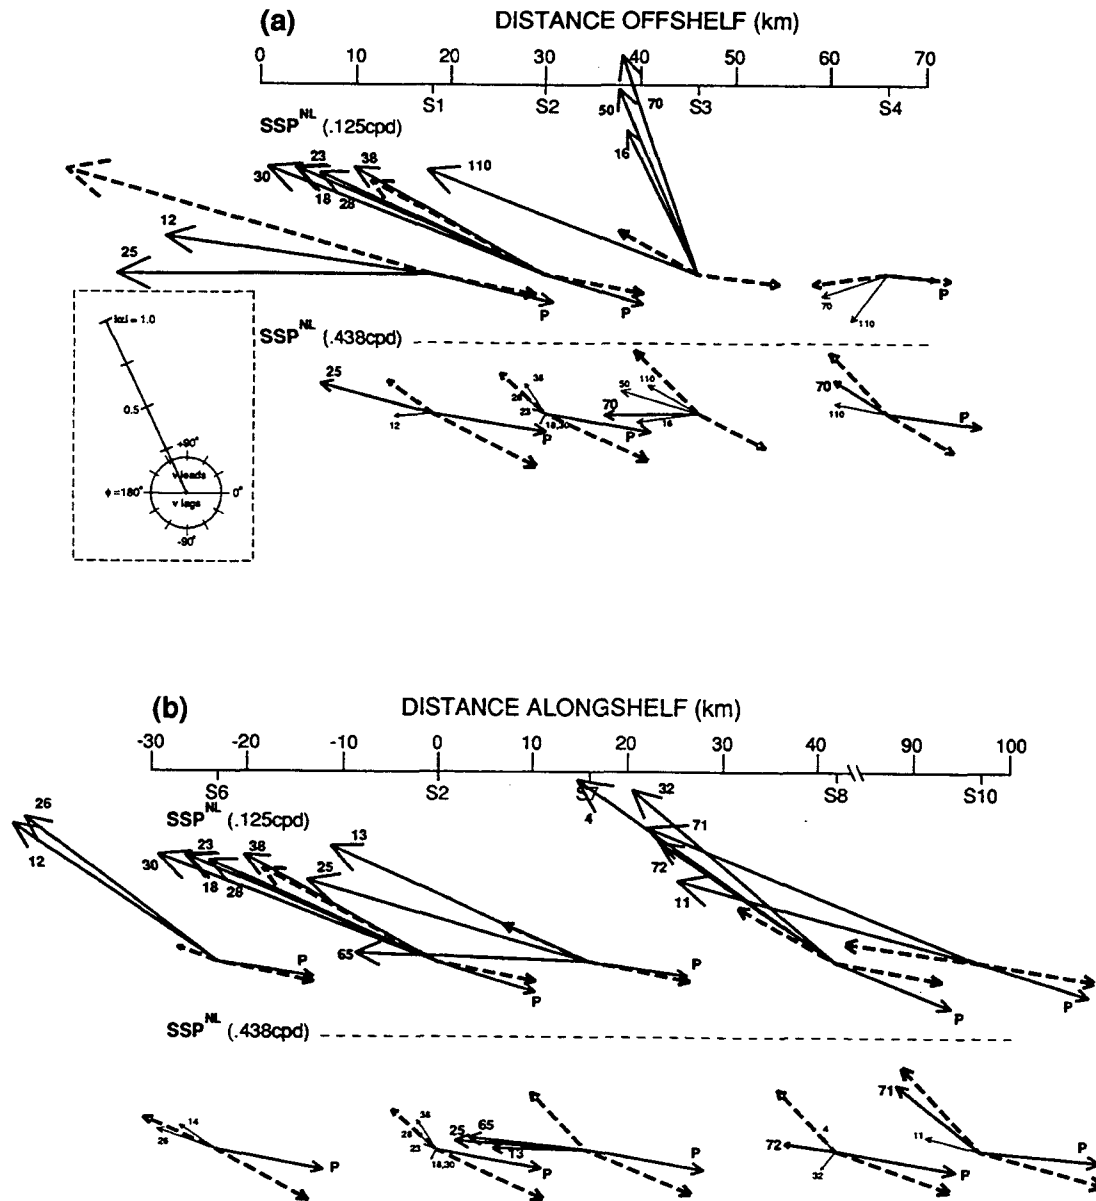 (a) DISTANCE OFFSHELF (km)
0 10 20 30 40 50 60 70
S1 S2 S3 S4
SSP^NL (.125cpd)
50 70
16
23 38 110
30 18 28
12
25
70 110
P P P
SSP^NL (.438cpd)
|κ| = 1.0
0.5
+90°
v leads
ϕ = 180° 0°
v lags
-90°
25 12 P
38 28 23 18,30 P
50 110 70 16
70 110 P
(b) DISTANCE ALONGSHELF (km)
-30 -20 -10 0 10 20 30 40 90 100
S6 S2 S7 S8 S10
SSP^NL (.125cpd)
26 12 P
23 38 30 18 28 P
13 25 65 P
4 32 72 P
71 11 P
SSP^NL (.438cpd)
14 26 P
38 28 23 18,30 P
25 65 13 P
4 72 32 P
71 11 P